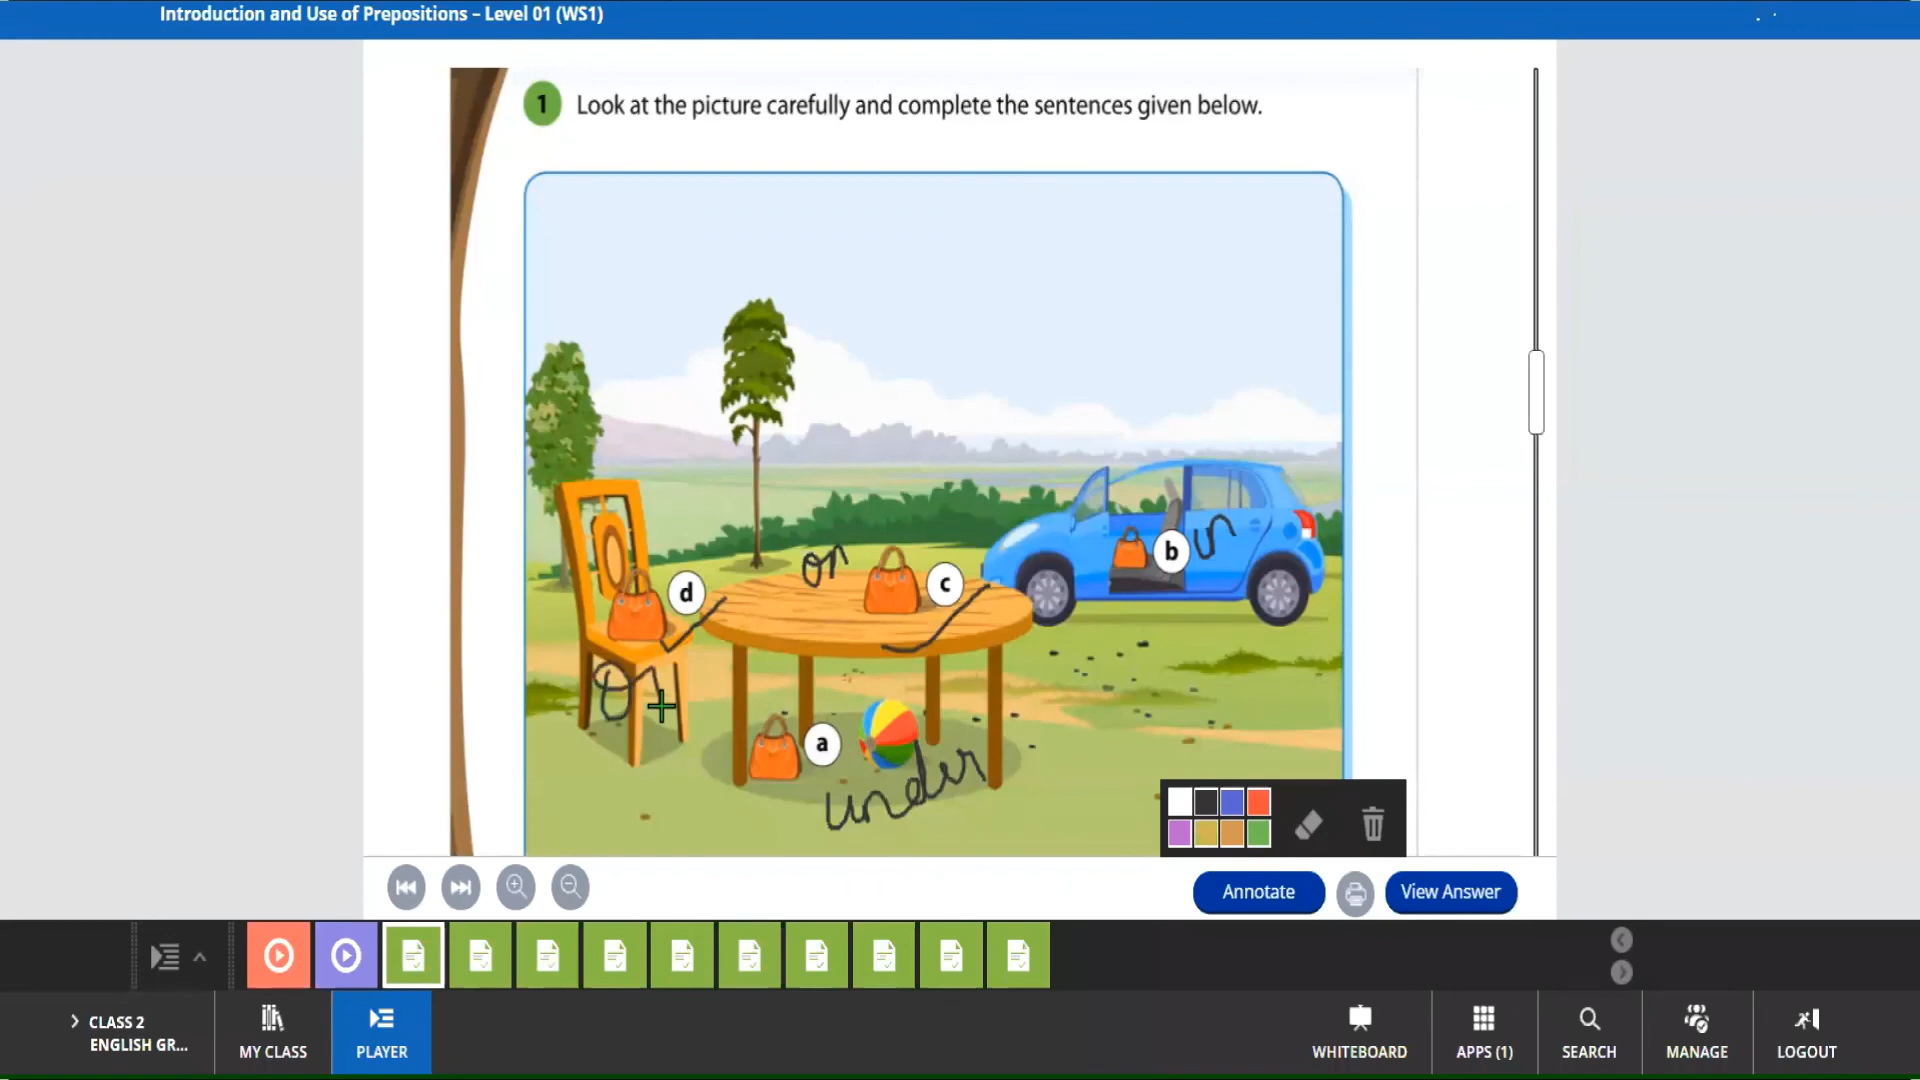 Introduction and Use of Prepositions – Level 01 (WS1)
1 Look at the picture carefully and complete the sentences given below.
on
c
b
in
d
on
a
under
Annotate
View Answer
CLASS 2
ENGLISH GR...
MY CLASS
PLAYER
WHITEBOARD
APPS (1)
SEARCH
MANAGE
LOGOUT